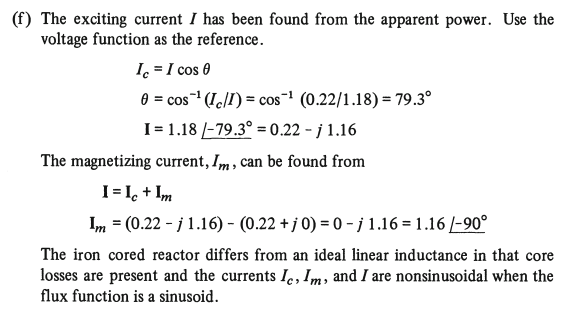 (f) The exciting current I has been found from the apparent power. Use the
voltage function as the reference.
I_c = I cos θ
θ = cos⁻¹ (I_c/I) = cos⁻¹ (0.22/1.18) = 79.3°
I = 1.18 /-79.3° = 0.22 - j 1.16
The magnetizing current, I_m, can be found from
I = I_c + I_m
I_m = (0.22 - j 1.16) - (0.22 + j 0) = 0 - j 1.16 = 1.16 /-90°
The iron cored reactor differs from an ideal linear inductance in that core
losses are present and the currents I_c, I_m, and I are nonsinusoidal when the
flux function is a sinusoid.